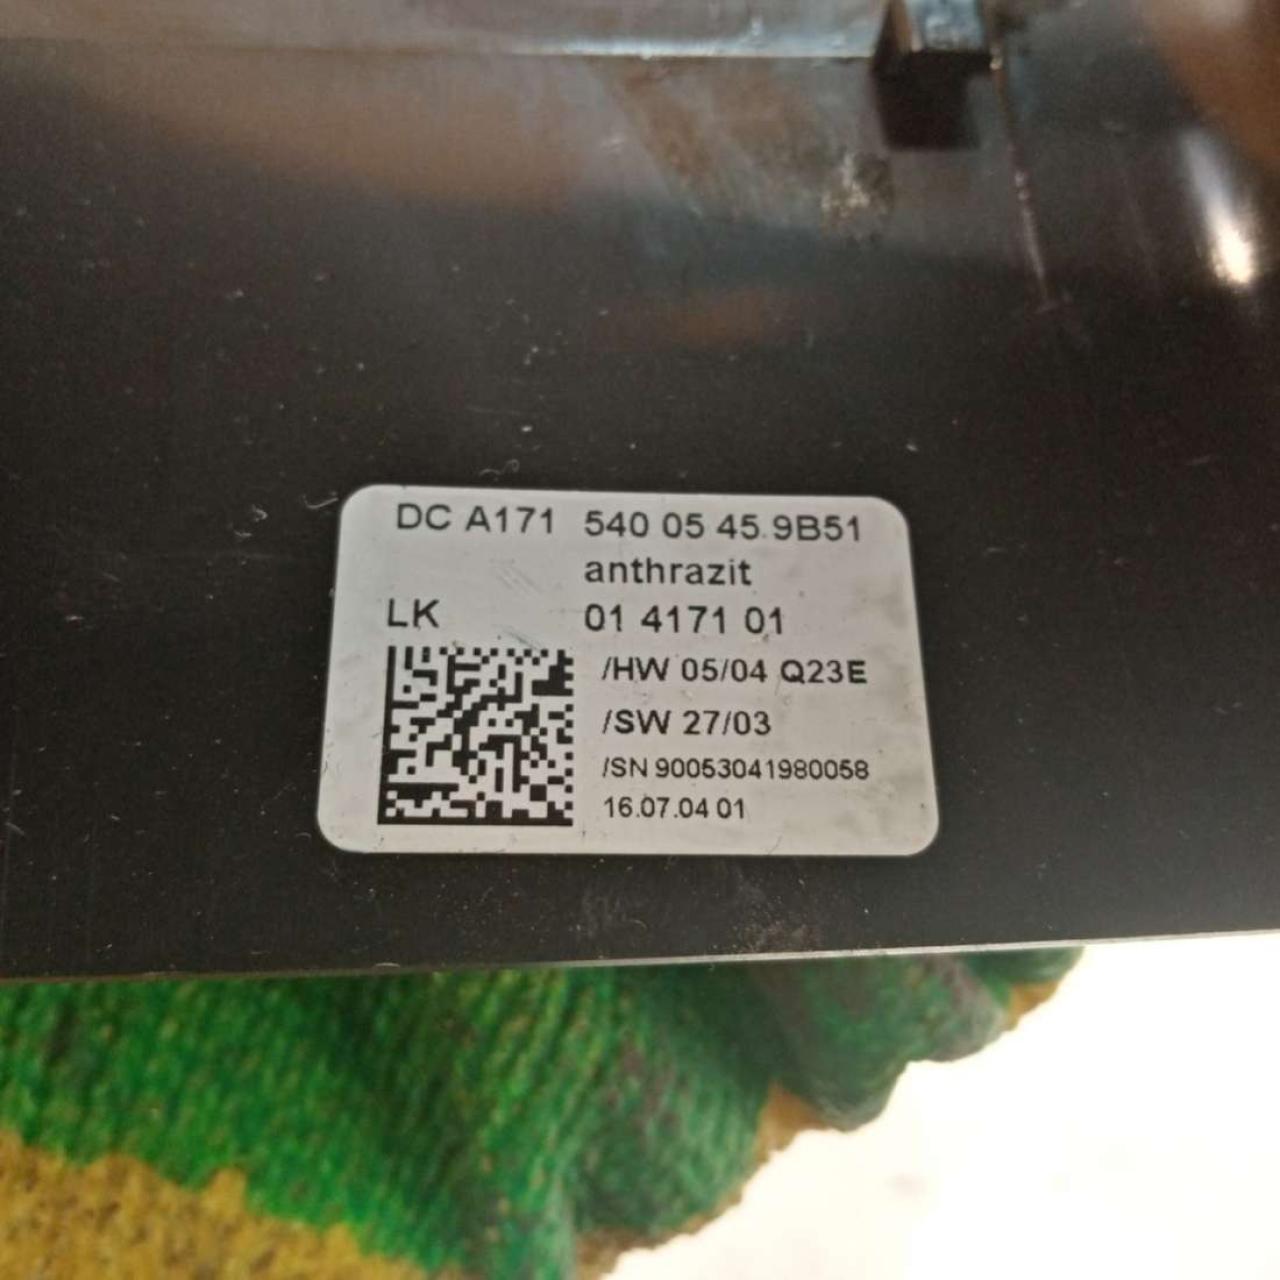 DC A171 540 05 45 9B51
anthrazit
LK 01 4171 01
/HW 05/04 Q23E
/SW 27/03
/SN 90053041980058
16.07.04 01